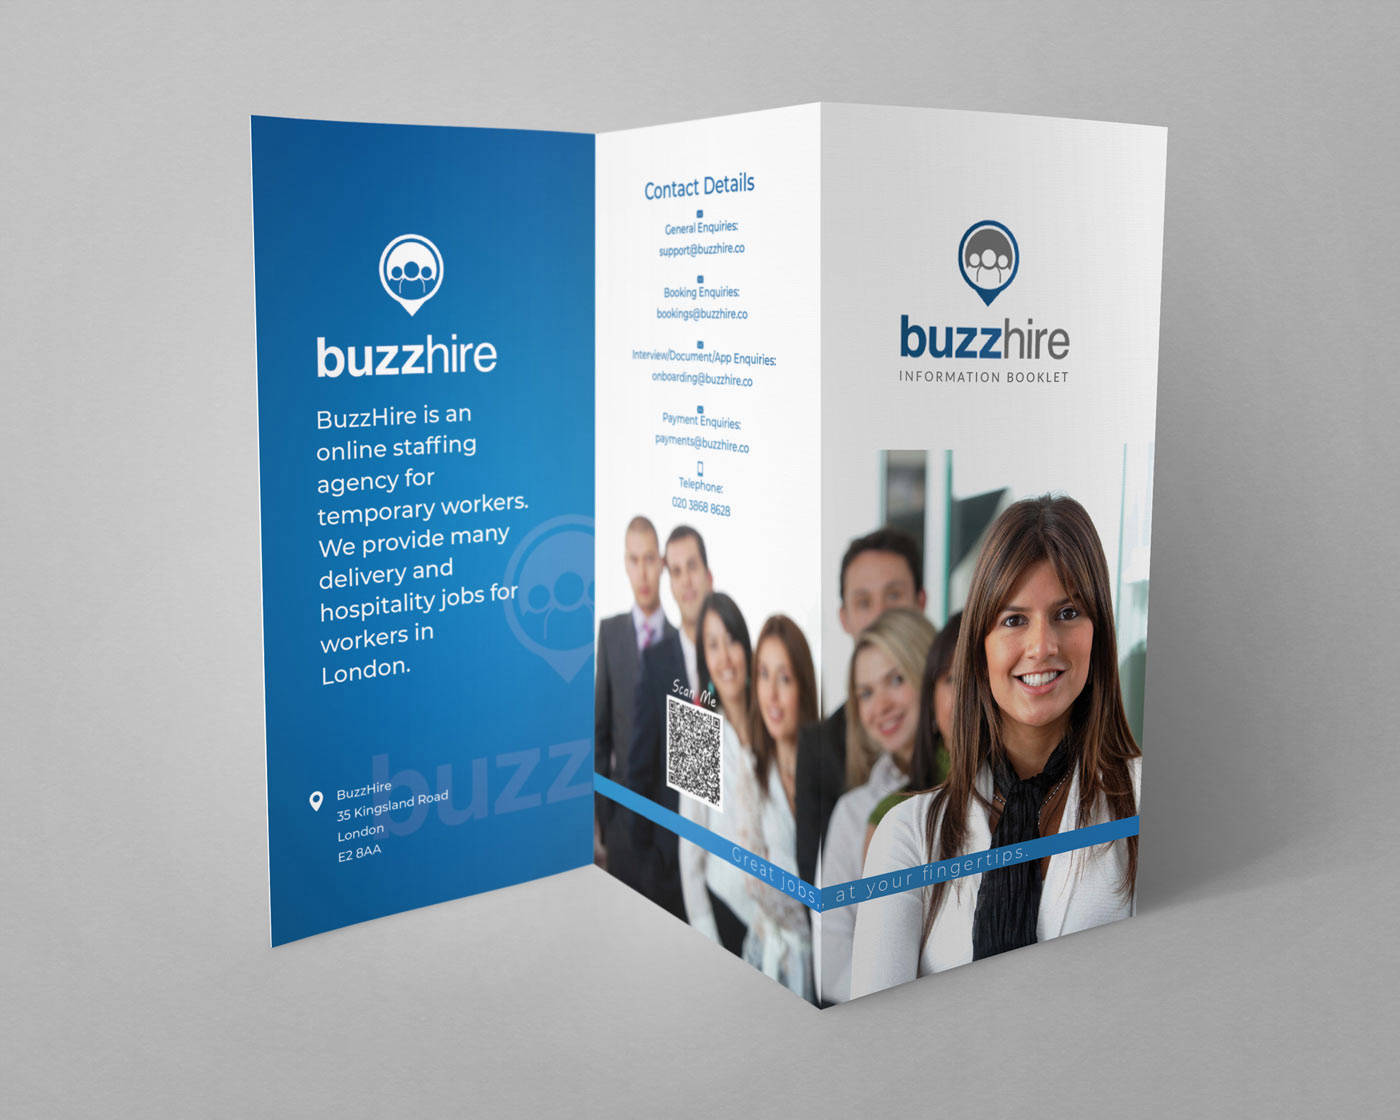 buzzhire
BuzzHire is an
online staffing
agency for
temporary workers.
We provide many
delivery and
hospitality jobs for
workers in
London.
buzz
BuzzHire
35 Kingsland Road
London
E2 8AA
Contact Details
General Enquiries:
support@buzzhire.co
Booking Enquiries:
bookings@buzzhire.co
Interview/Document/App Enquiries:
onboarding@buzzhire.co
Payment Enquiries:
payments@buzzhire.co
Telephone:
020 3868 8628
Scan Me
Great jobs,, at your fingertips.
buzzhire
INFORMATION BOOKLET